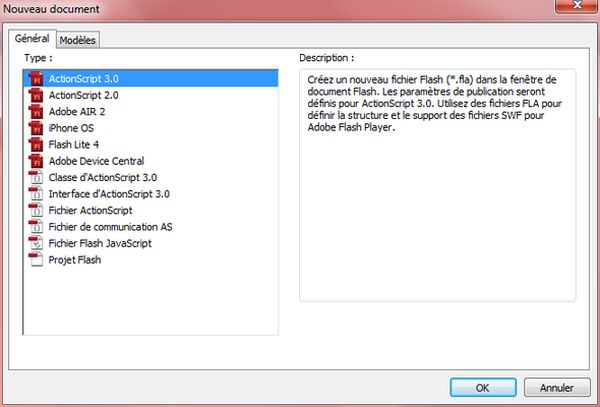 Nouveau document
Général
Modèles
Type :
ActionScript 3.0
ActionScript 2.0
Adobe AIR 2
iPhone OS
Flash Lite 4
Adobe Device Central
Classe d'ActionScript 3.0
Interface d'ActionScript 3.0
Fichier ActionScript
Fichier de communication AS
Fichier Flash JavaScript
Projet Flash
Description :
Créez un nouveau fichier Flash (*.fla) dans la fenêtre de
document Flash. Les paramètres de publication seront
définis pour ActionScript 3.0. Utilisez des fichiers FLA pour
définir la structure et le support des fichiers SWF pour
Adobe Flash Player.
OK
Annuler